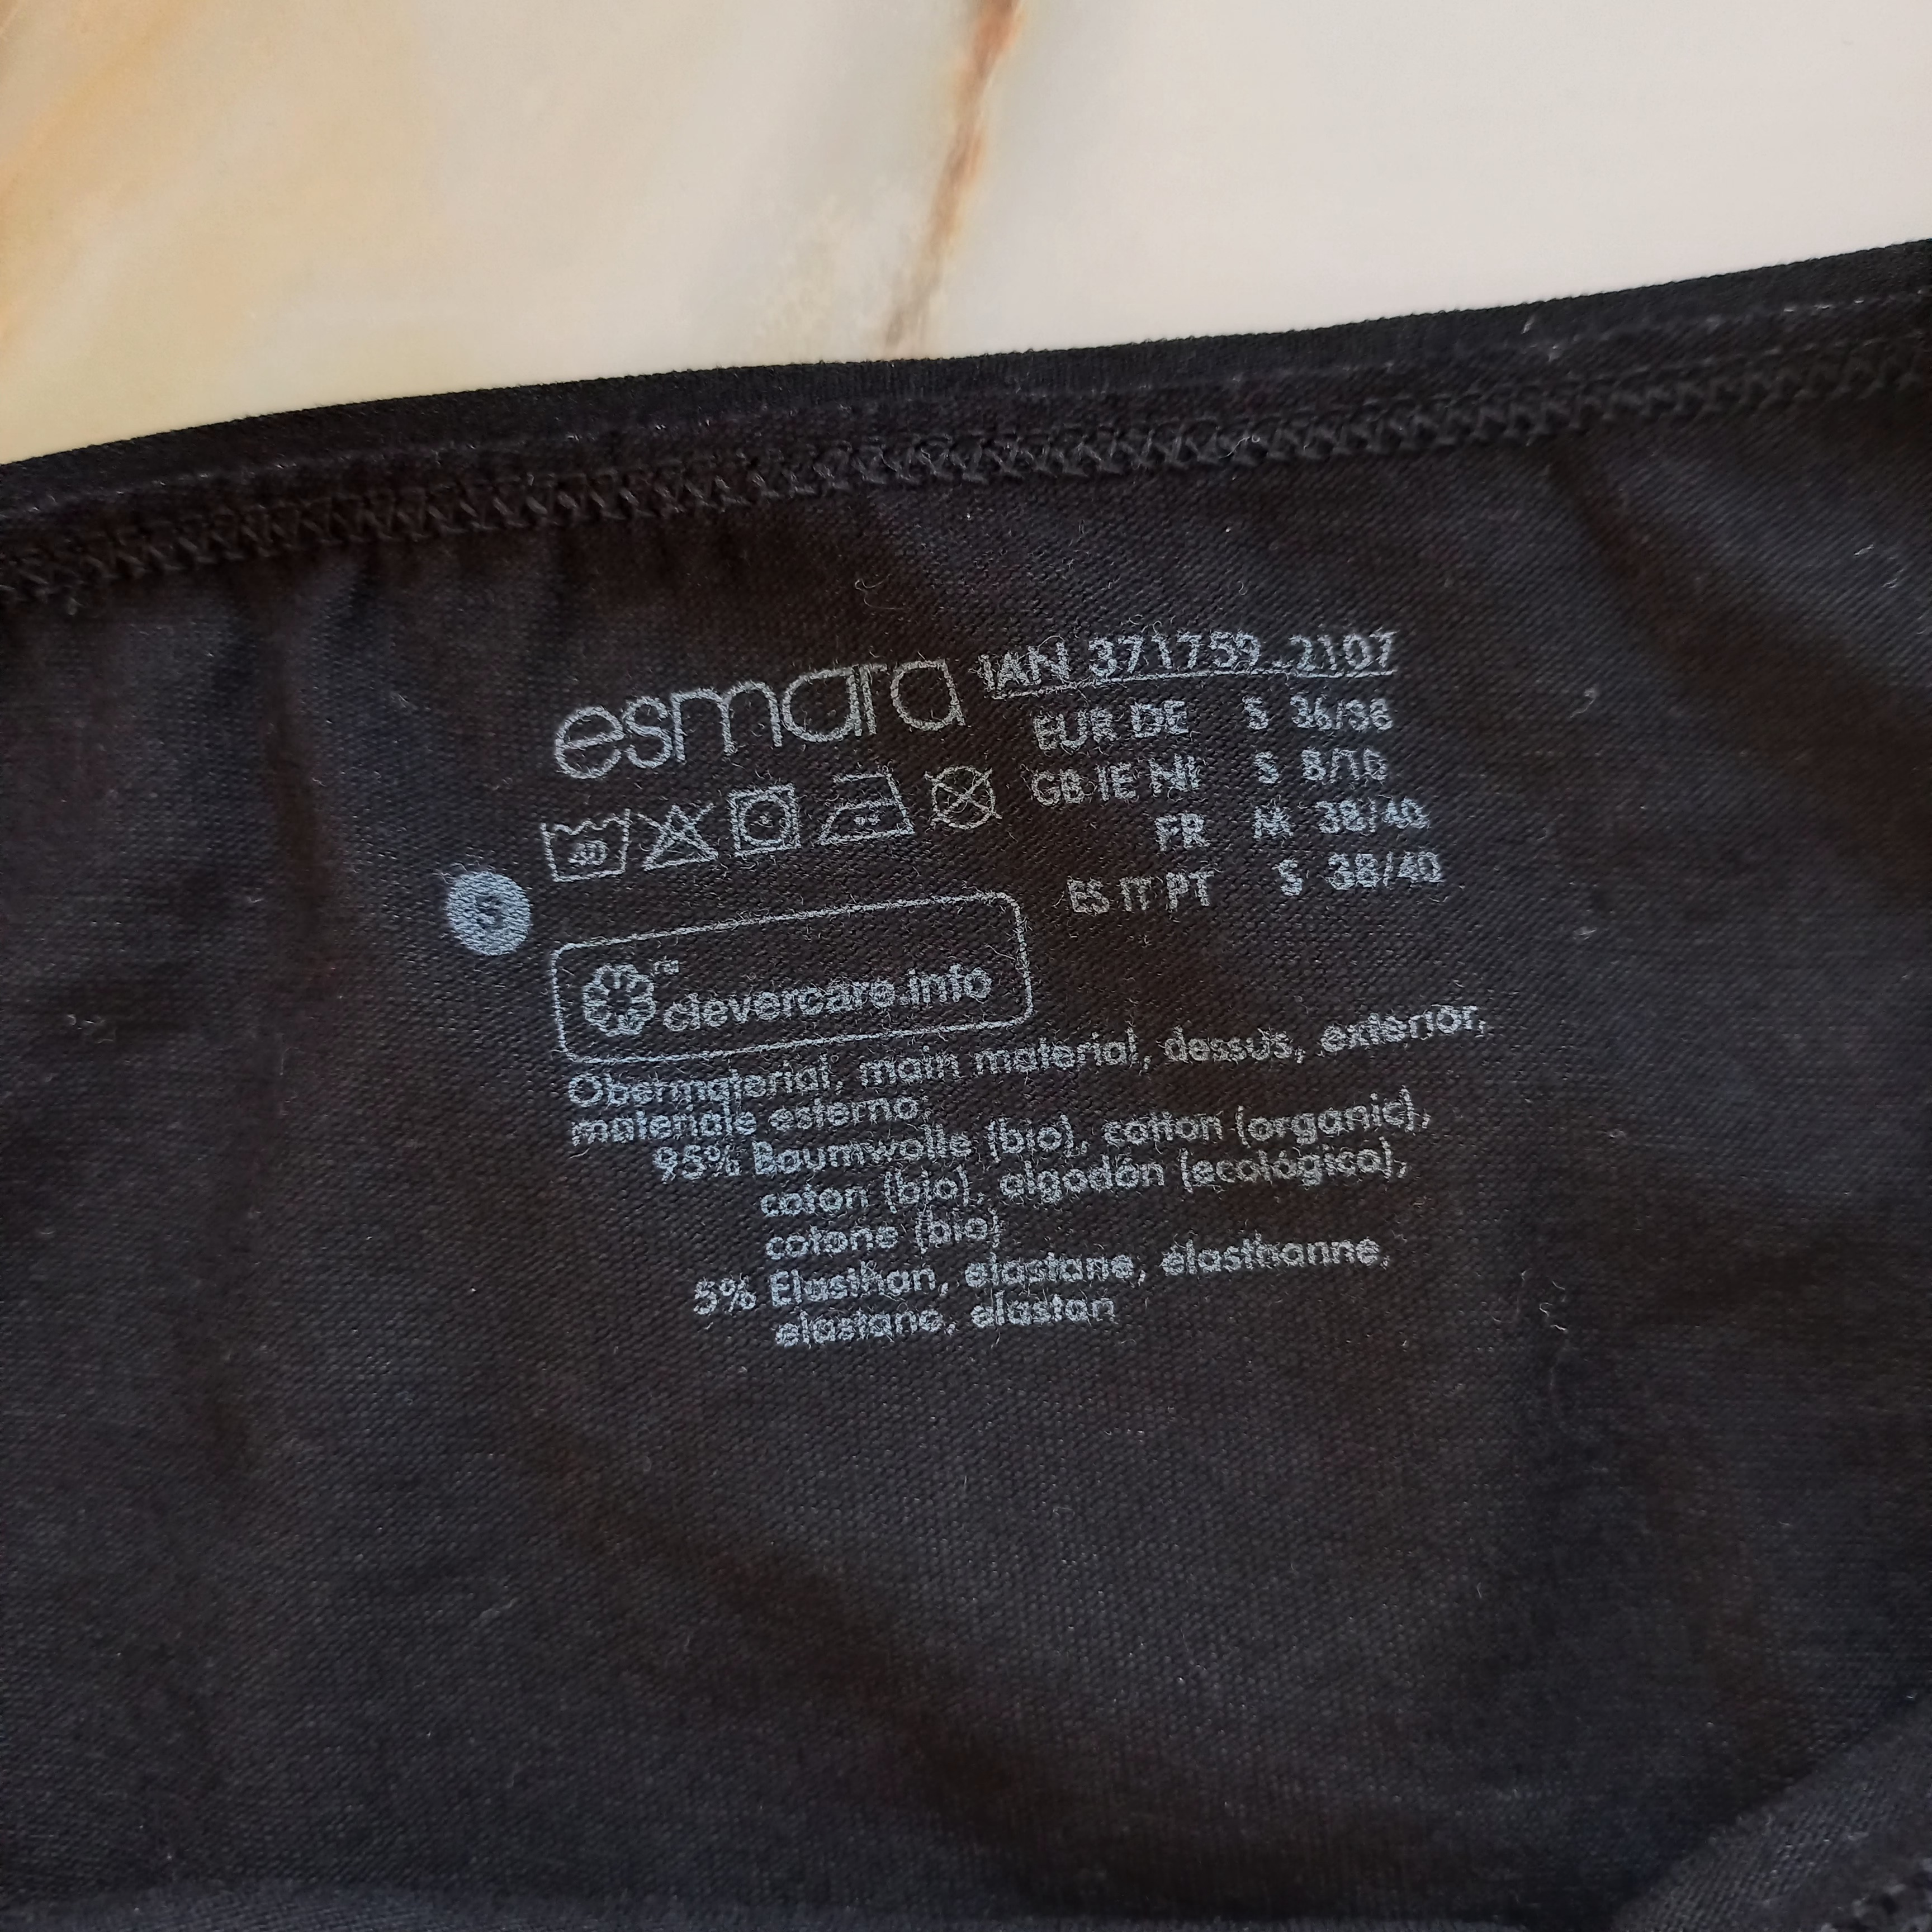 esmara
IAN 371759_2107
EUR DE S 36/38
GB IE NI S 8/10
FR M 38/40
ES IT PT S 38/40
40
S
clevercare.info
Obermaterial, main material, dessus, exterior,
materiale esterno:
95% Baumwolle (bio), cotton (organic),
coton (bio), algodón (ecológico),
cotone (bio)
5% Elasthan, elastane, élasthanne,
elastano, elastan